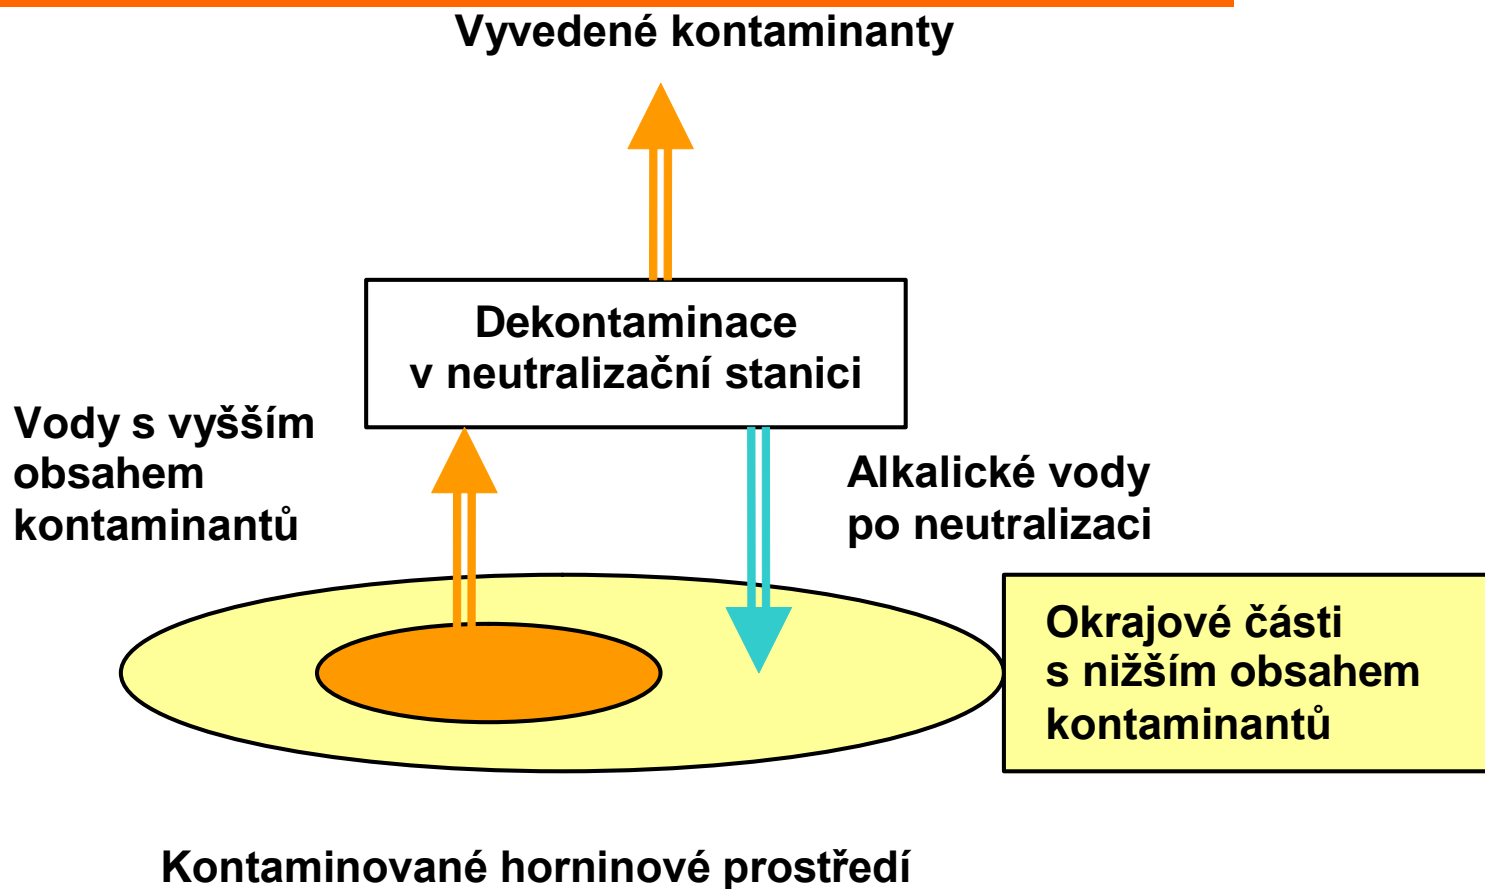 Vyvedené kontaminanty
Dekontaminace
v neutralizační stanici
Vody s vyšším
obsahem
kontaminantů
Alkalické vody
po neutralizaci
Okrajové části
s nižším obsahem
kontaminantů
Kontaminované horninové prostředí